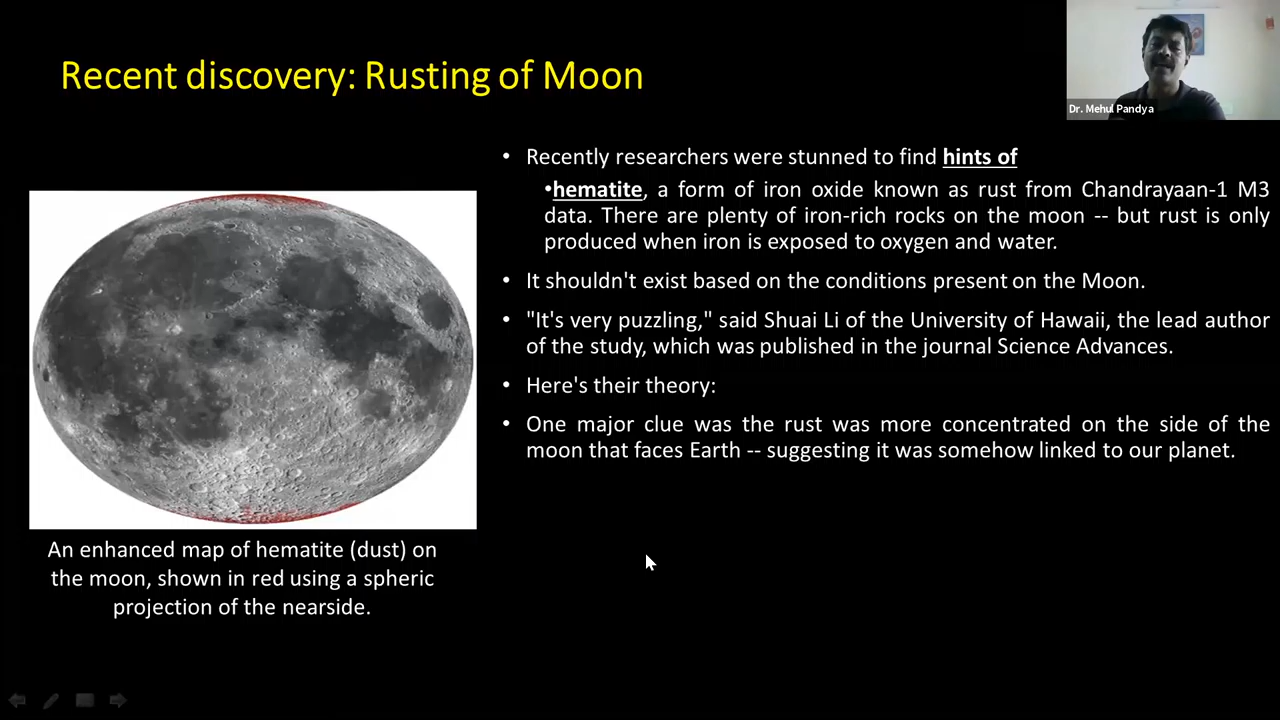 Recent discovery: Rusting of Moon
Dr. Mehul Pandya
• Recently researchers were stunned to find hints of
•hematite, a form of iron oxide known as rust from Chandrayaan-1 M3
data. There are plenty of iron-rich rocks on the moon -- but rust is only
produced when iron is exposed to oxygen and water.
• It shouldn't exist based on the conditions present on the Moon.
• "It's very puzzling," said Shuai Li of the University of Hawaii, the lead author
of the study, which was published in the journal Science Advances.
• Here's their theory:
• One major clue was the rust was more concentrated on the side of the
moon that faces Earth -- suggesting it was somehow linked to our planet.
An enhanced map of hematite (dust) on
the moon, shown in red using a spheric
projection of the nearside.